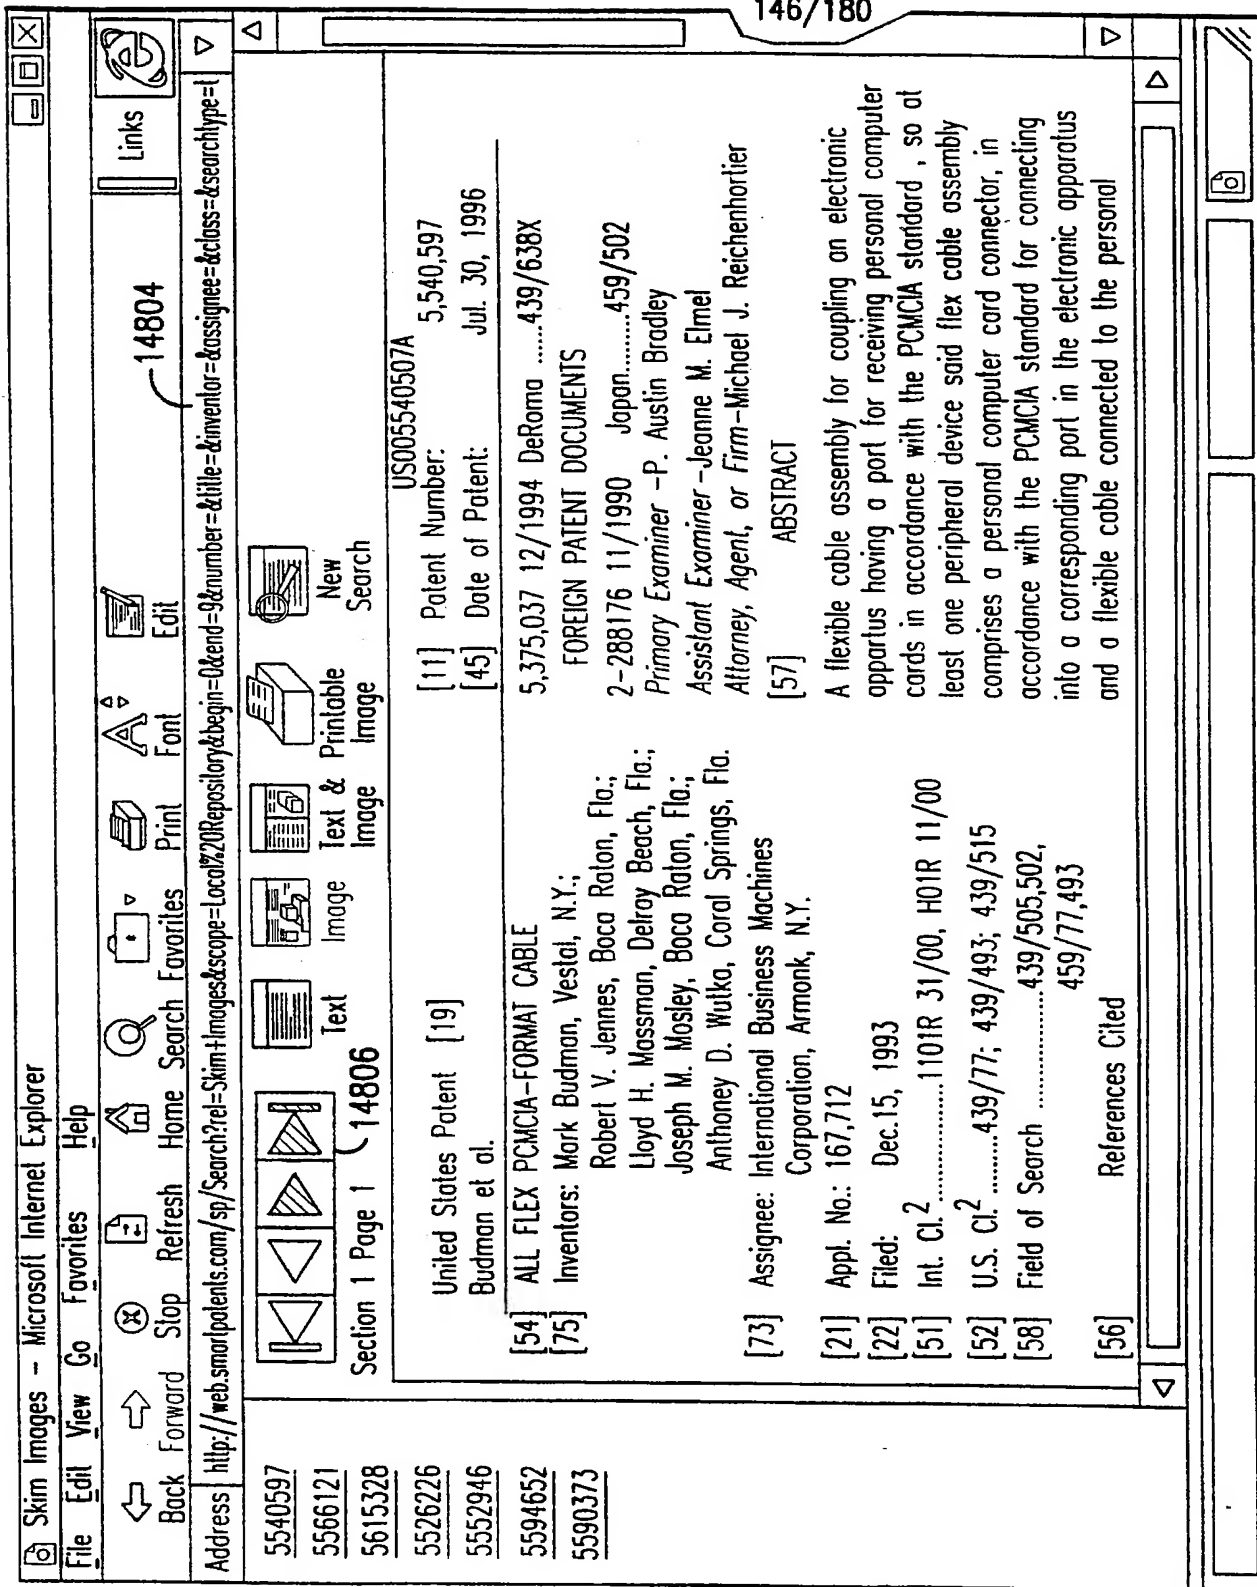 146/180
Skim Images - Microsoft Internet Explorer
File Edit View Go Favorites Help
Back Forward Stop Refresh Home Search Favorites Print Font Edit
Links
14804
Address http://web.smartpatents.com/sp/Search?rel=Skim+Images&scope=Local%20Repository&begin=0&end=9&number=&title=&inventor=&assignee=&class=&searchtype=
5540597
5566121
5615328
5526226
5552946
5594652
5590373
Section 1 Page 1
14806
Text
Image
Text & Image
Printable Image
New Search
United States Patent [19]
Budman et al.
US005540507A
[11] Patent Number: 5,540,597
[45] Date of Patent: Jul. 30, 1996
[54] ALL FLEX PCMCIA-FORMAT CABLE
[75] Inventors: Mark Budman, Vestal, N.Y.;
Robert V. Jennes, Boca Raton, Fla.;
Lloyd H. Massman, Delray Beach, Fla.;
Joseph M. Mosley, Boca Raton, Fla.;
Anthoney D. Wutka, Coral Springs, Fla.
[73] Assignee: International Business Machines
Corporation, Armonk, N.Y.
[21] Appl. No.: 167,712
[22] Filed: Dec.15, 1993
[51] Int. Cl.2 ................1101R 31/00, H01R 11/00
[52] U.S. Cl.2 ........439/77; 439/493; 439/515
[58] Field of Search ................439/505,502,
459/77,493
[56] References Cited
5,375,037 12/1994 DeRoma ......439/638X
FOREIGN PATENT DOCUMENTS
2-288176 11/1990 Japan.........459/502
Primary Examiner -P. Austin Bradley
Assistant Examiner -Jeanne M. Elmel
Attorney, Agent, or Firm-Michael J. Reichenhortier
[57] ABSTRACT
A flexible cable assembly for coupling an electronic
appartus having a port for receiving personal computer
cards in accordance with the PCMCIA standard , so at
least one peripheral device said flex cable assembly
comprises a personal computer card connector, in
accordance with the PCMCIA standard for connecting
into a corresponding port in the electronic apparatus
and a flexible cable connected to the personal